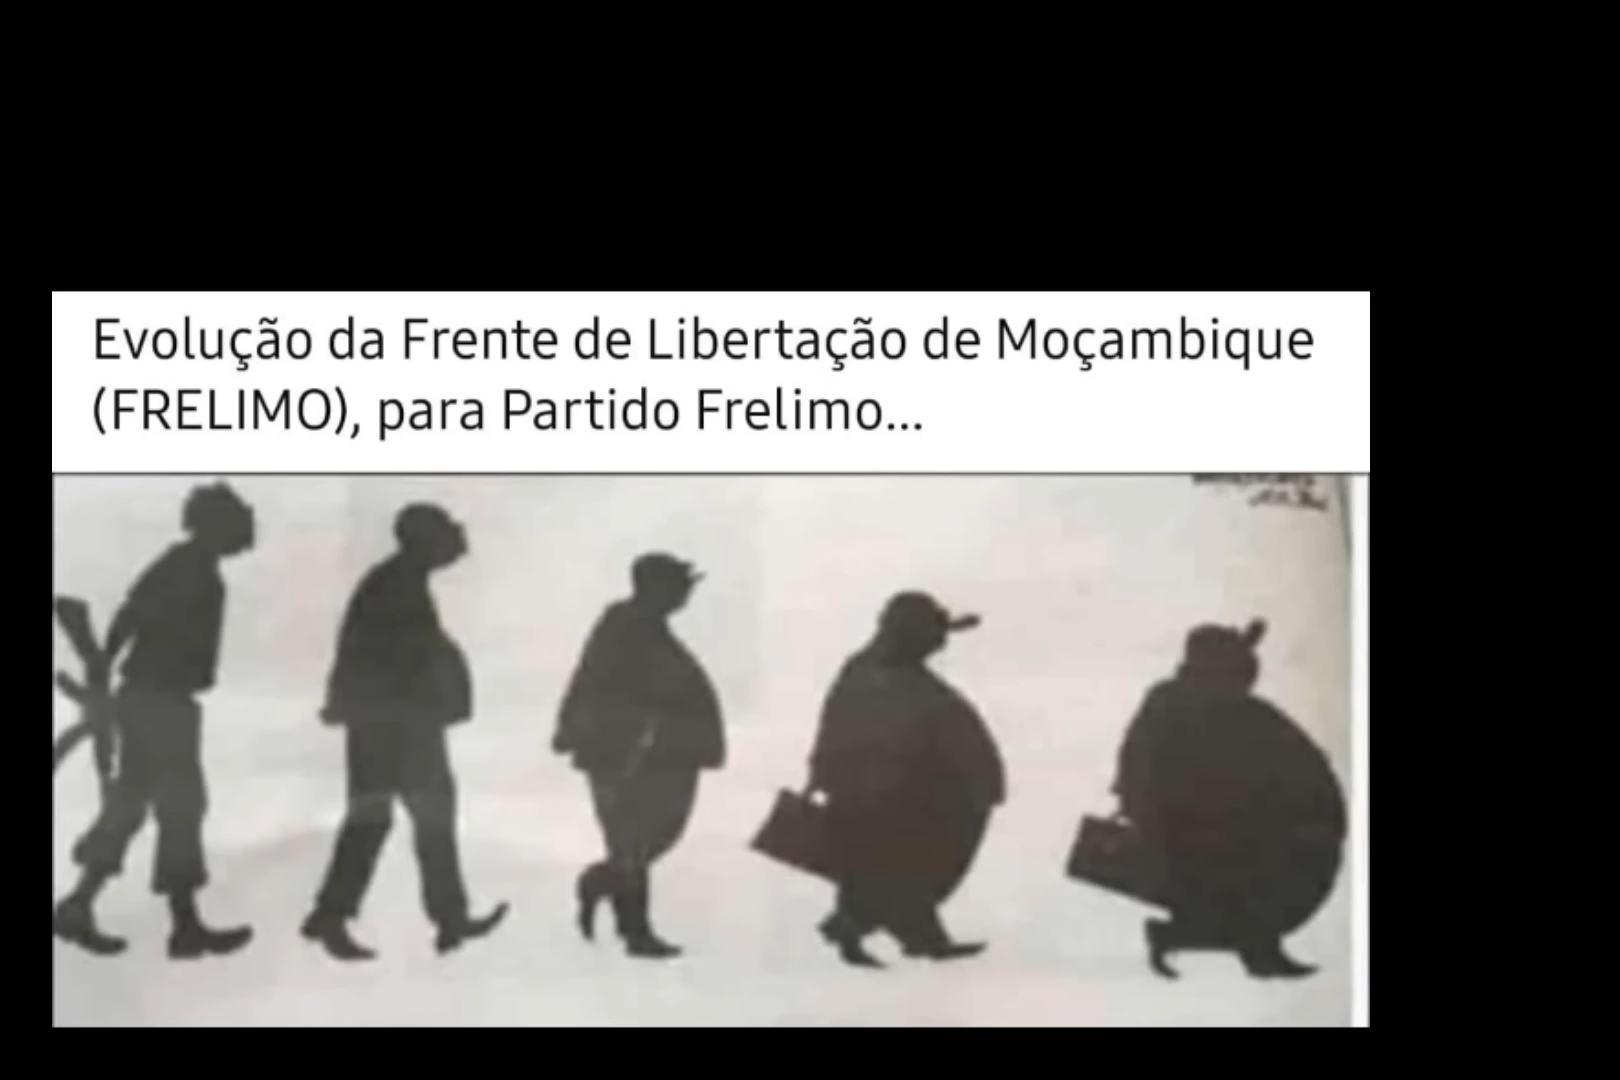 Evolução da Frente de Libertação de Moçambique
(FRELIMO), para Partido Frelimo...